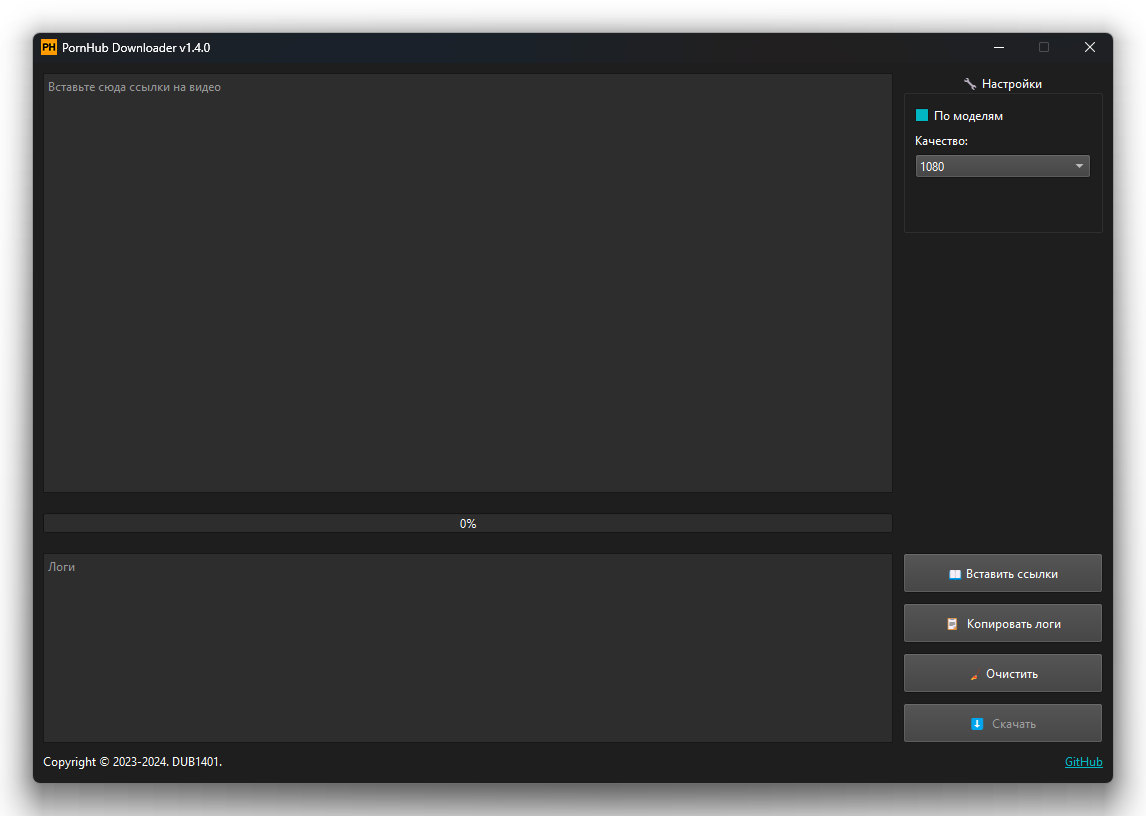 PH PornHub Downloader v1.4.0
Вставьте сюда ссылки на видео
Настройки
По моделям
Качество:
1080
0%
Логи
Вставить ссылки
Копировать логи
Очистить
Скачать
Copyright © 2023-2024. DUB1401.
GitHub